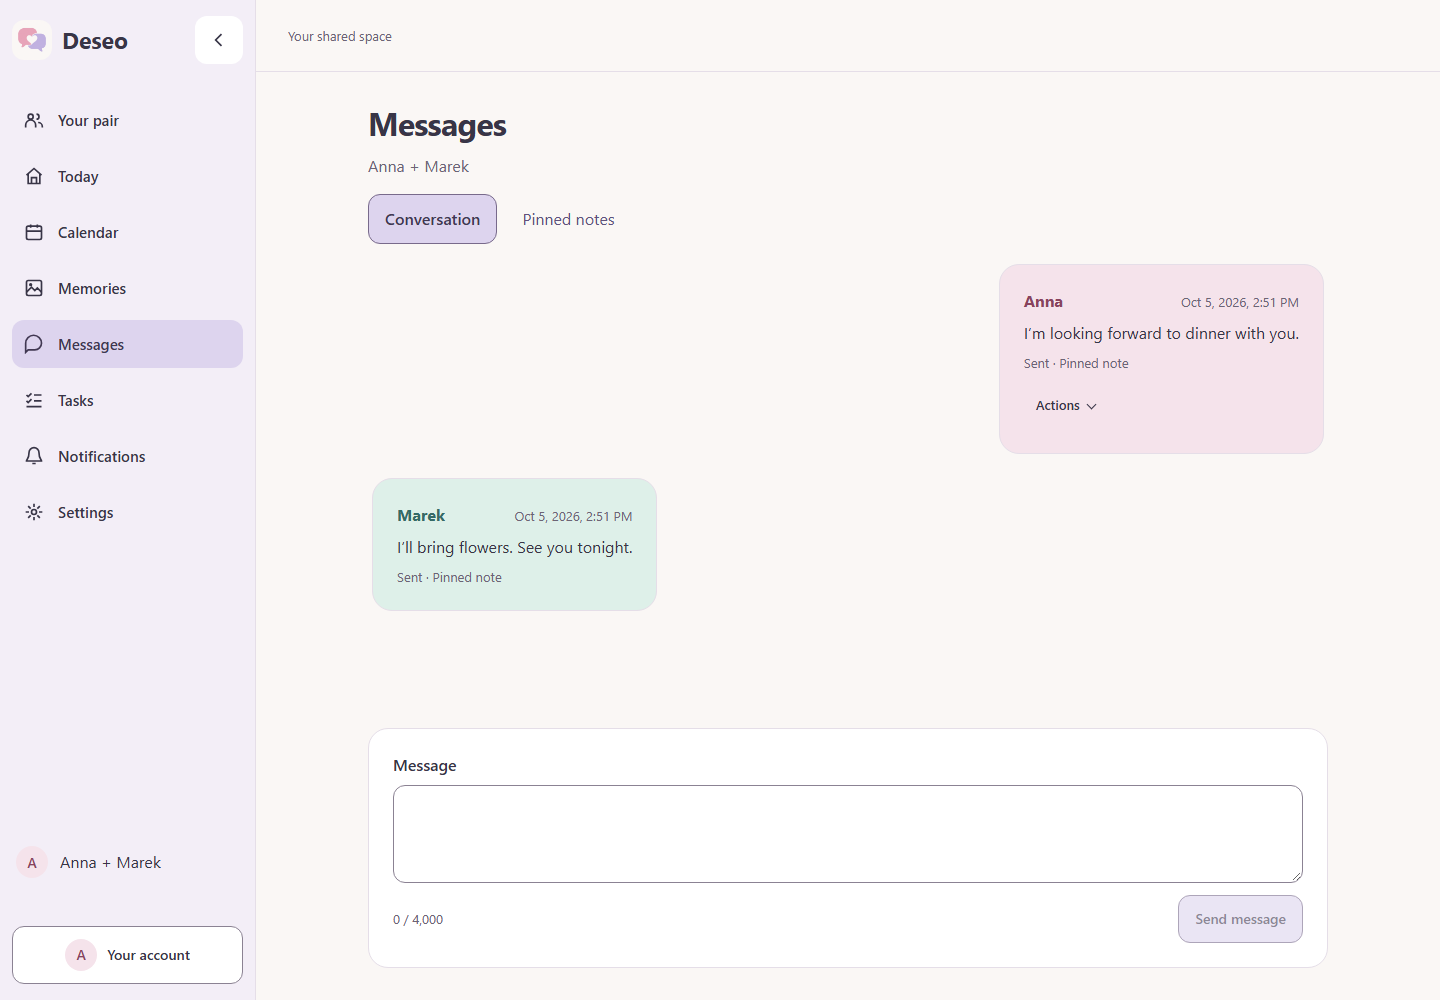 Deseo
Your pair
Today
Calendar
Memories
Messages
Tasks
Notifications
Settings
A Anna + Marek
A Your account
Your shared space
Messages
Anna + Marek
Conversation Pinned notes
Anna Oct 5, 2026, 2:51 PM
I’m looking forward to dinner with you.
Sent · Pinned note
Actions
Marek Oct 5, 2026, 2:51 PM
I’ll bring flowers. See you tonight.
Sent · Pinned note
Message
0 / 4,000
Send message